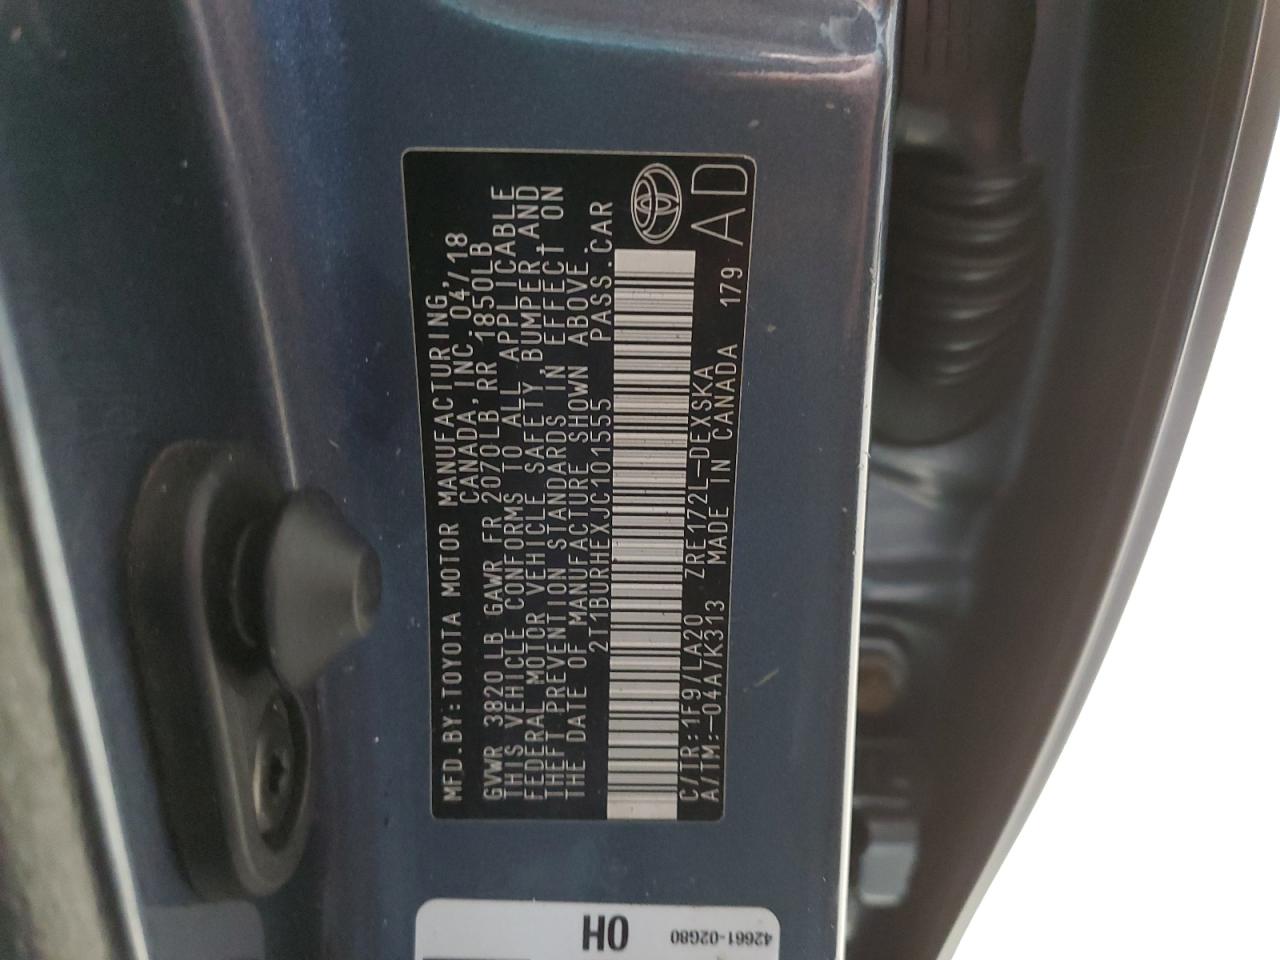 MFD.BY:TOYOTA MOTOR MANUFACTURING,
CANADA, INC. 04/18
GVWR 3820 LB GAWR FR 2070LB, RR 1850LB
THIS VEHICLE CONFORMS TO ALL APPLICABLE
FEDERAL MOTOR VEHICLE SAFETY,BUMPER,AND
THEFT PREVENTION STANDARDS IN EFFECT ON
THE DATE OF MANUFACTURE SHOWN ABOVE.
2T1BURHEXJC101555 PASS.CAR
C/TR:1F9/LA20 ZRE172L-DEXSKA
A/TM:-04A/K313 MADE IN CANADA 179
AD
OH
42661-02G80